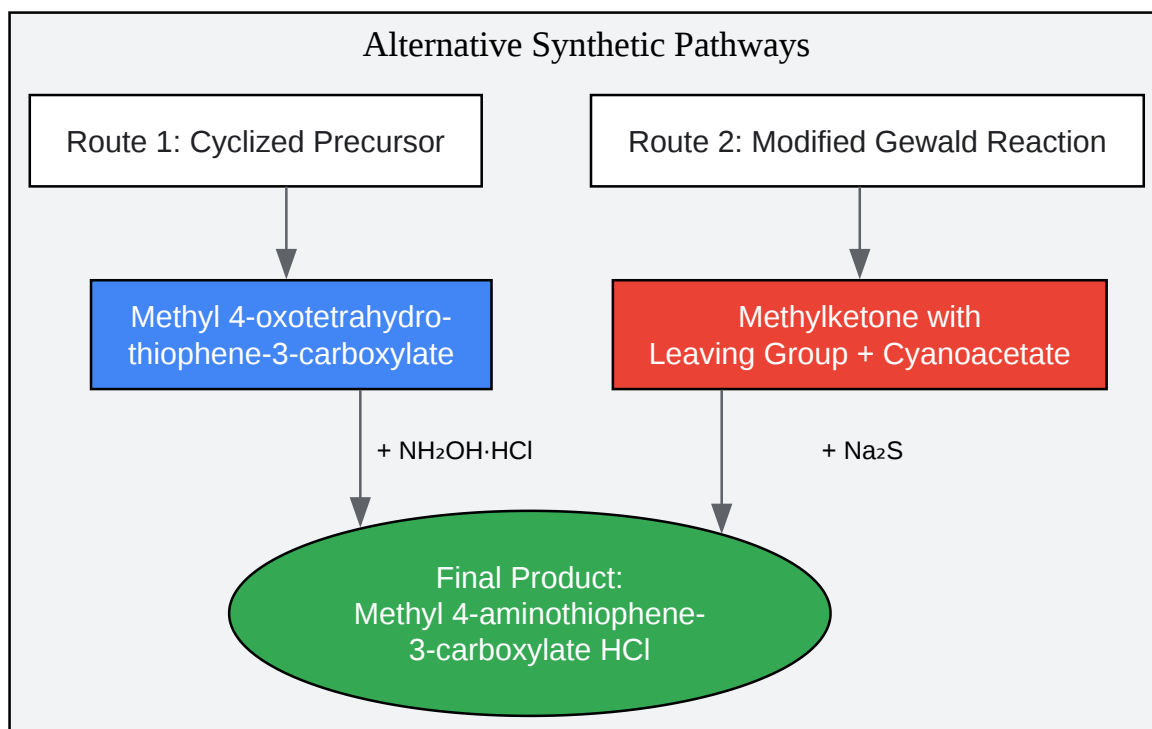 Alternative Synthetic Pathways
Route 1: Cyclized Precursor
Route 2: Modified Gewald Reaction
Methyl 4-oxotetrahydro-
thiophene-3-carboxylate
Methylketone with
Leaving Group + Cyanoacetate
+ NH₂OH·HCl
+ Na₂S
Final Product:
Methyl 4-aminothiophene-
3-carboxylate HCl